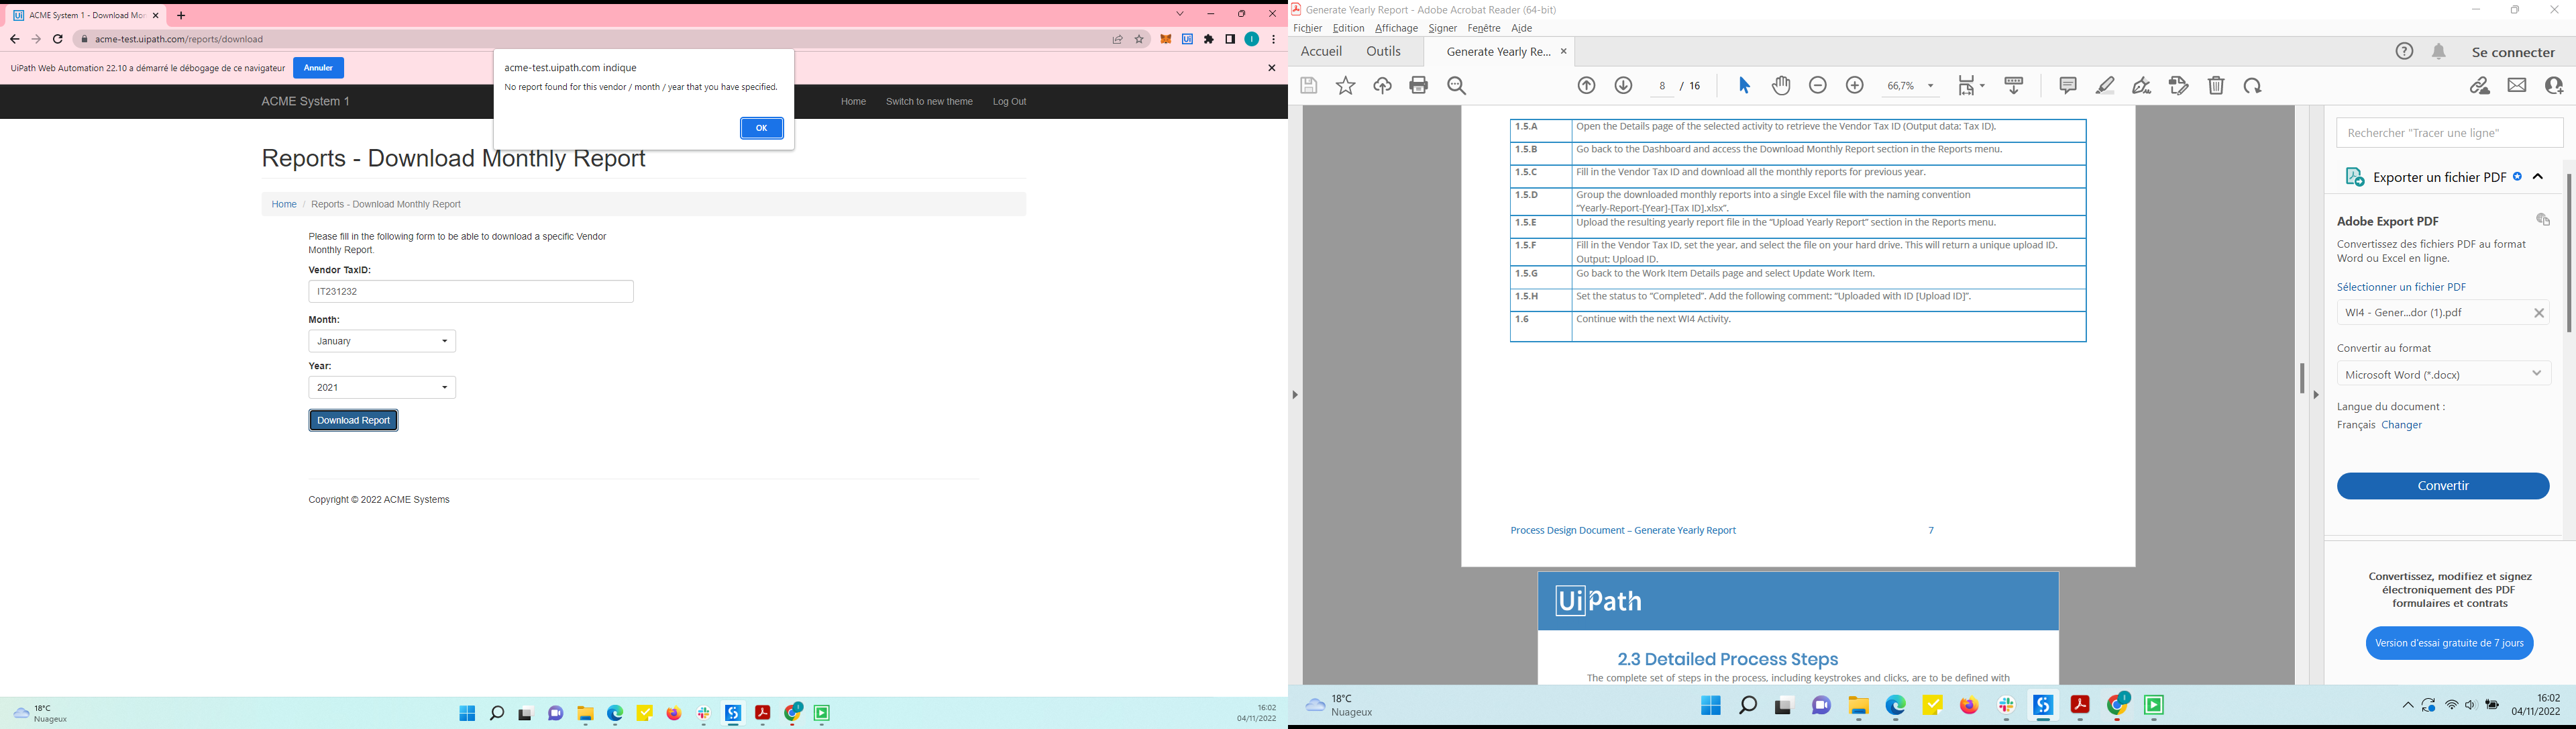 ACME System 1 - Download Mon
acme-test.uipath.com/reports/download
UiPath Web Automation 22.10 a démarré le débogage de ce navigateur
Annuler
acme-test.uipath.com indique
No report found for this vendor / month / year that you have specified.
OK
ACME System 1
Home
Switch to new theme
Log Out
Reports - Download Monthly Report
Home / Reports - Download Monthly Report
Please fill in the following form to be able to download a specific Vendor
Monthly Report.
Vendor TaxID:
IT231232
Month:
January
Year:
2021
Download Report
Copyright © 2022 ACME Systems
18°C
Nuageux
16:02
04/11/2022
Generate Yearly Report - Adobe Acrobat Reader (64-bit)
Fichier Edition Affichage Signer Fenêtre Aide
Accueil Outils Generate Yearly Re... Se connecter
8 / 16 66,7%
1.5.A Open the Details page of the selected activity to retrieve the Vendor Tax ID (Output data: Tax ID).
1.5.B Go back to the Dashboard and access the Download Monthly Report section in the Reports menu.
1.5.C Fill in the Vendor Tax ID and download all the monthly reports for previous year.
1.5.D Group the downloaded monthly reports into a single Excel file with the naming convention
“Yearly-Report-[Year]-[Tax ID].xlsx”.
1.5.E Upload the resulting yearly report file in the “Upload Yearly Report” section in the Reports menu.
1.5.F Fill in the Vendor Tax ID, set the year, and select the file on your hard drive. This will return a unique upload ID.
Output: Upload ID.
1.5.G Go back to the Work Item Details page and select Update Work Item.
1.5.H Set the status to “Completed”. Add the following comment: “Uploaded with ID [Upload ID]”.
1.6 Continue with the next WI4 Activity.
Process Design Document – Generate Yearly Report 7
UiPath
2.3 Detailed Process Steps
The complete set of steps in the process, including keystrokes and clicks, are to be defined with
Rechercher "Tracer une ligne"
Exporter un fichier PDF
Adobe Export PDF
Convertissez des fichiers PDF au format
Word ou Excel en ligne.
Sélectionner un fichier PDF
WI4 - Gener...dor (1).pdf
Convertir au format
Microsoft Word (*.docx)
Langue du document :
Français Changer
Convertir
Convertissez, modifiez et signez
électroniquement des PDF
formulaires et contrats
Version d'essai gratuite de 7 jours
18°C
Nuageux
16:02
04/11/2022